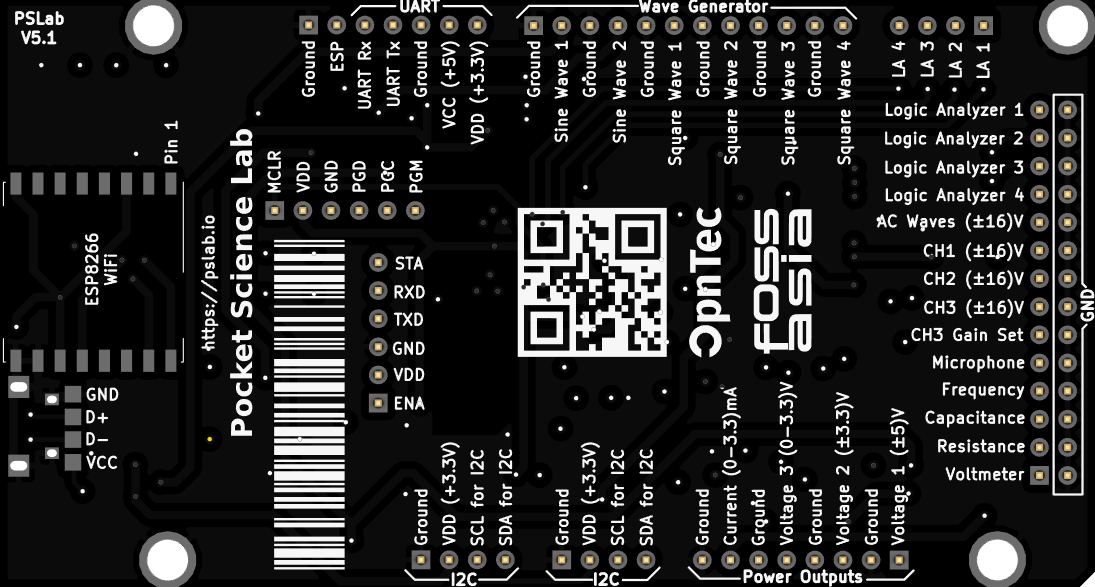 PSLab
V5.1
UART
Ground
ESP
UART Rx
UART Tx
Ground
VCC (+5V)
VDD (+3.3V)
Wave Generator
Ground
Sine Wave 1
Ground
Sine Wave 2
Ground
Square Wave 1
Ground
Square Wave 2
Ground
Square Wave 3
Ground
Square Wave 4
LA 4
LA 3
LA 2
LA 1
Logic Analyzer 1
Logic Analyzer 2
Logic Analyzer 3
Logic Analyzer 4
AC Waves (±16)V
CH1 (±16)V
CH2 (±16)V
CH3 (±16)V
CH3 Gain Set
Microphone
Frequency
Capacitance
Resistance
Voltmeter
GND
Pin 1
ESP8266
WiFi
https://pslab.io
Pocket Science Lab
MCLR
VDD
GND
PGD
PGC
PGM
STA
RXD
TXD
GND
VDD
ENA
OpnTec
FOSS
asia
GND
D+
D-
VCC
Ground
VDD (+3.3V)
SCL for I2C
SDA for I2C
I2C
Ground
VDD (+3.3V)
SCL for I2C
SDA for I2C
I2C
Ground
Current (0-3.3)mA
Ground
Voltage 3 (0-3.3)V
Ground
Voltage 2 (±3.3)V
Ground
Voltage 1 (±5)V
Power Outputs